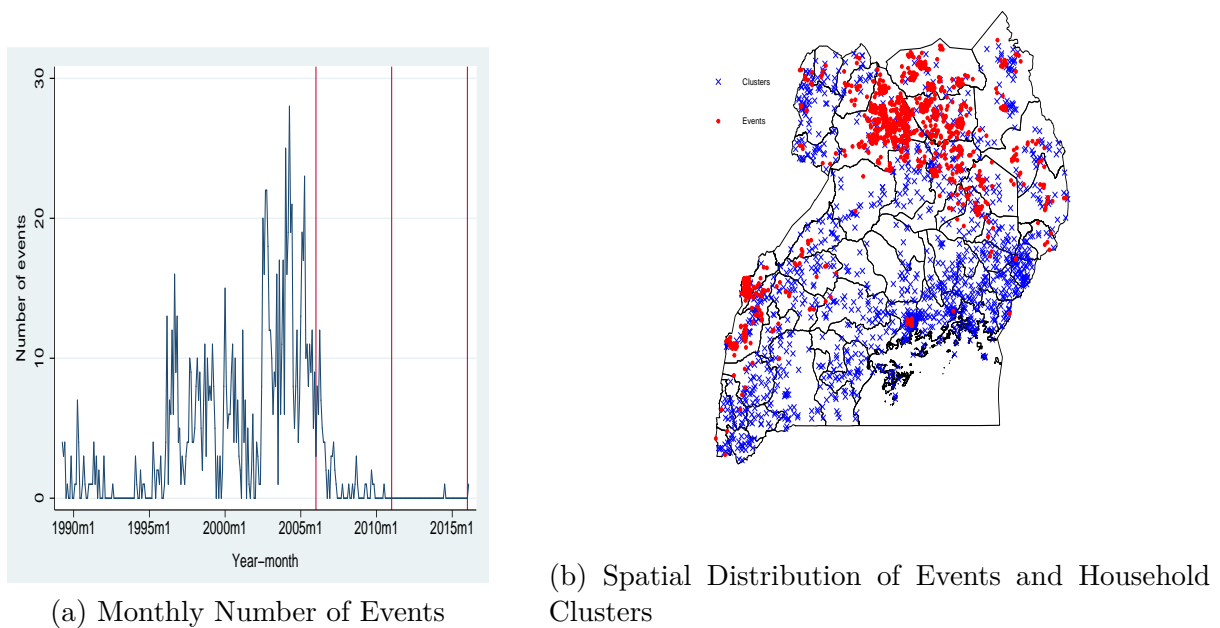 30
20
10
0
Number of events
1990m1 1995m1 2000m1 2005m1 2010m1 2015m1
Year−month
(a) Monthly Number of Events
Clusters
Events
(b) Spatial Distribution of Events and Household
Clusters